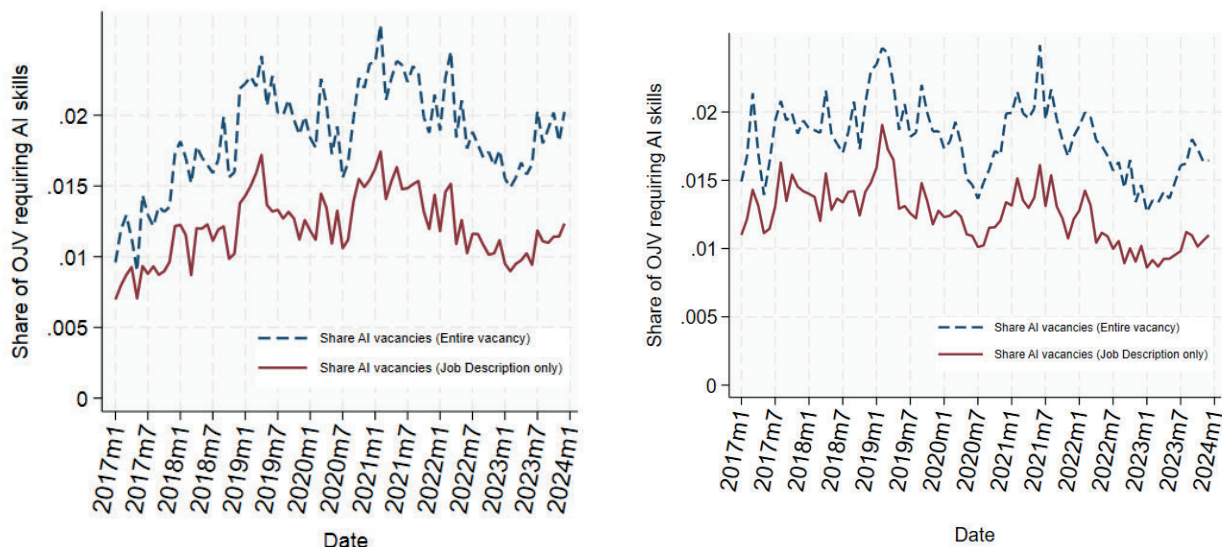 Share of OJV requiring AI skills
.02
.015
.01
.005
0
Share AI vacancies (Entire vacancy)
Share AI vacancies (Job Description only)
2017m1
2017m7
2018m1
2018m7
2019m1
2019m7
2020m1
2020m7
2021m1
2021m7
2022m1
2022m7
2023m1
2023m7
2024m1
Date
Share of OJV requiring AI skills
.02
.015
.01
.005
0
Share AI vacancies (Entire vacancy)
Share AI vacancies (Job Description only)
2017m1
2017m7
2018m1
2018m7
2019m1
2019m7
2020m1
2020m7
2021m1
2021m7
2022m1
2022m7
2023m1
2023m7
2024m1
Date